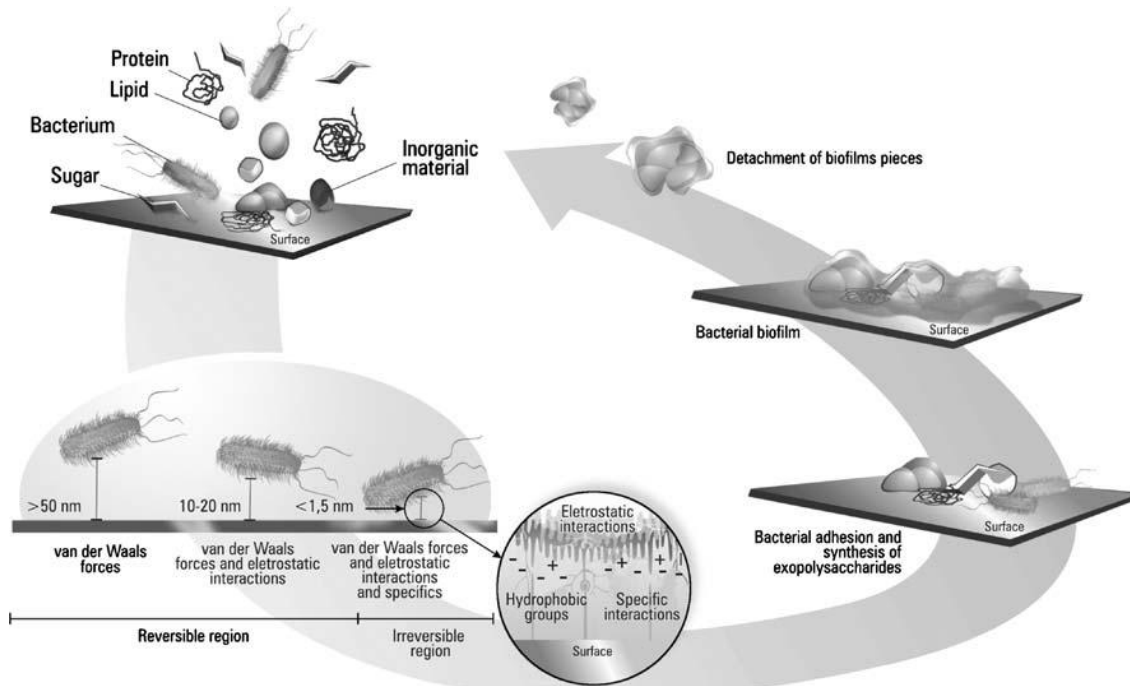 Protein
Lipid
Bacterium
Sugar
Inorganic
material
Surface
Detachment of biofilms pieces
Surface
Bacterial biofilm
>50 nm
10-20 nm
<1,5 nm
van der Waals
forces
van der Waals
forces and eletrostatic
interactions
van der Waals forces
and eletrostatic
interactions
and specifics
Reversible region
Irreversible
region
Eletrostatic
interactions
- + - - + - + -
- - - -
Hydrophobic
groups
Specific
interactions
Surface
Surface
Bacterial adhesion and
synthesis of
exopolysaccharides